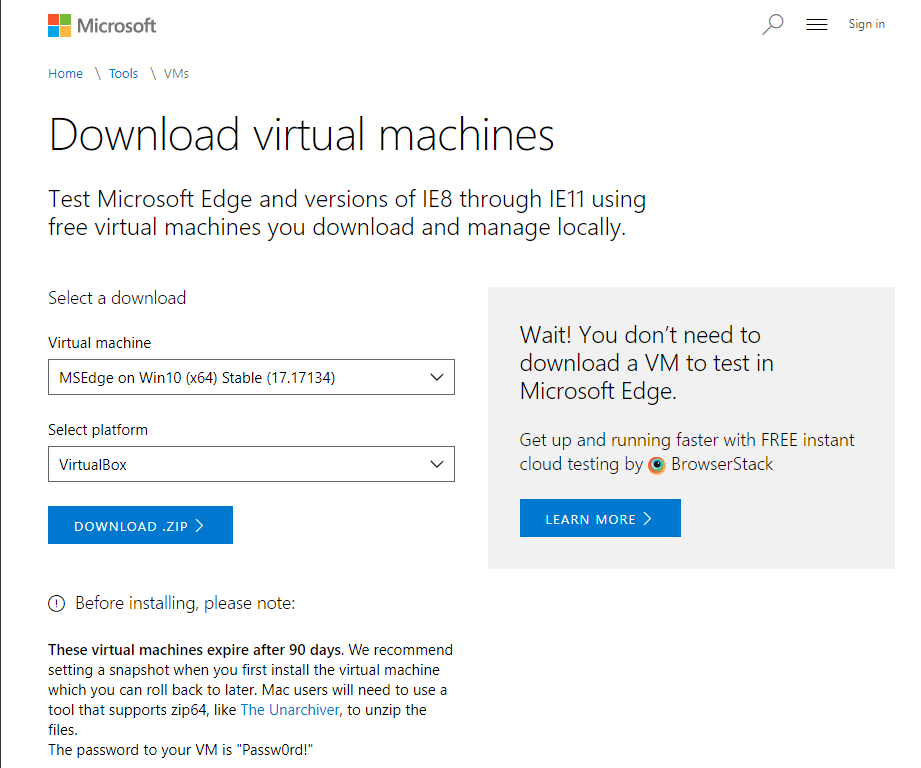 Microsoft
Sign in
Home \ Tools \ VMs
Download virtual machines
Test Microsoft Edge and versions of IE8 through IE11 using
free virtual machines you download and manage locally.
Select a download
Virtual machine
MSEdge on Win10 (x64) Stable (17.17134)
Select platform
VirtualBox
DOWNLOAD .ZIP
Wait! You don’t need to
download a VM to test in
Microsoft Edge.
Get up and running faster with FREE instant
cloud testing by BrowserStack
LEARN MORE
Before installing, please note:
These virtual machines expire after 90 days. We recommend
setting a snapshot when you first install the virtual machine
which you can roll back to later. Mac users will need to use a
tool that supports zip64, like The Unarchiver, to unzip the
files.
The password to your VM is "Passw0rd!"